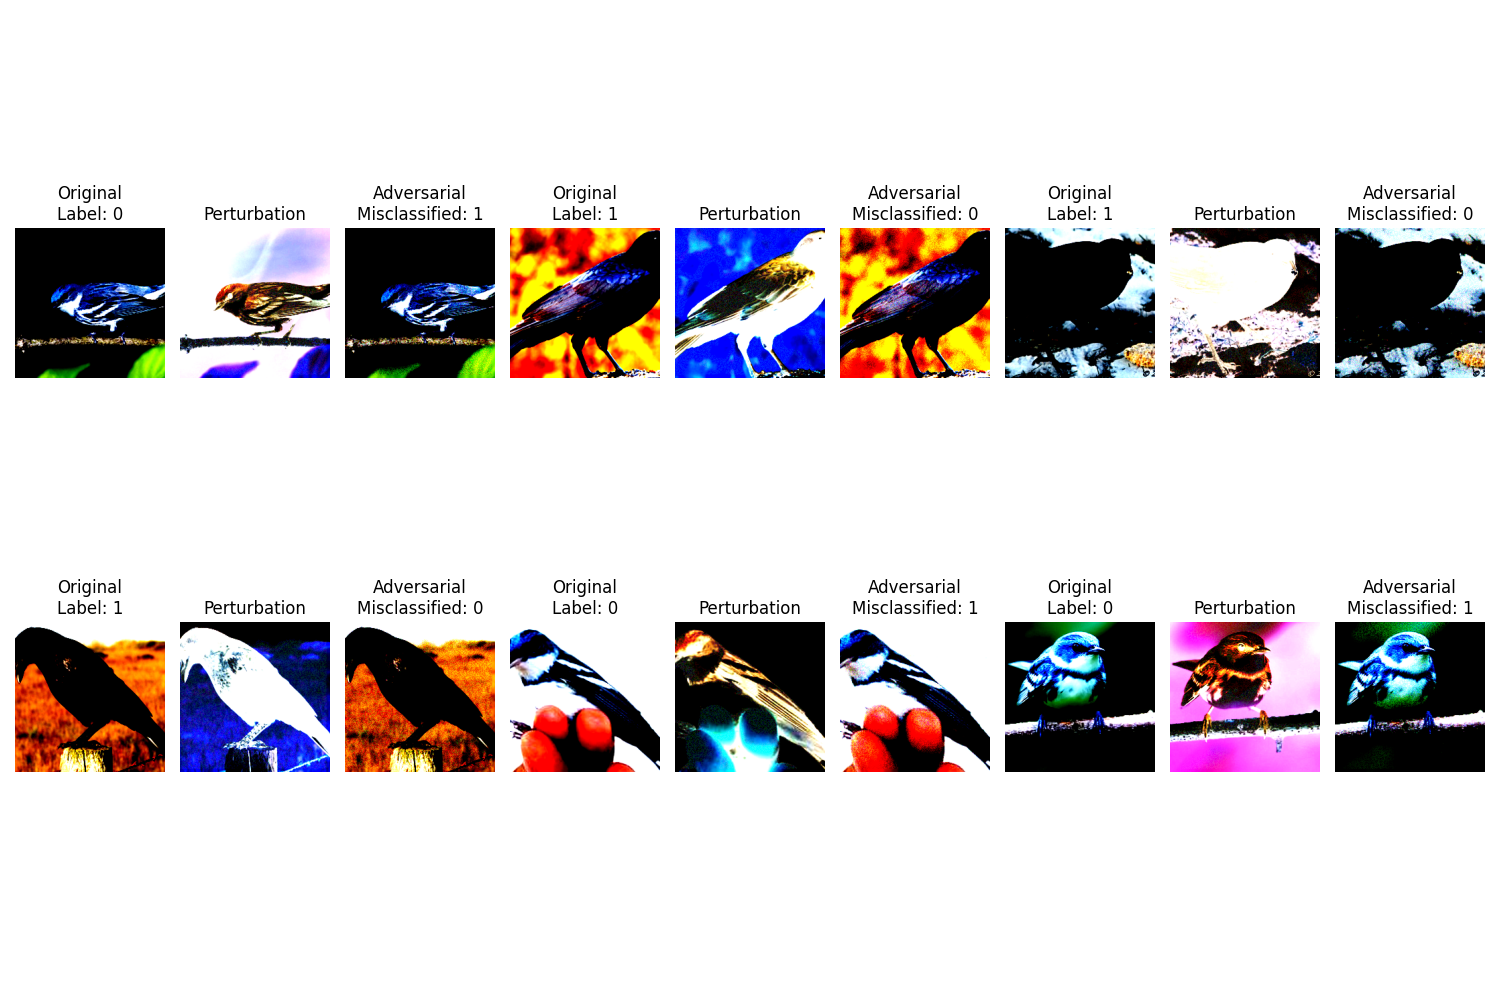 Original
Label: 0
Perturbation
Adversarial
Misclassified: 1
Original
Label: 1
Perturbation
Adversarial
Misclassified: 0
Original
Label: 1
Perturbation
Adversarial
Misclassified: 0
Original
Label: 1
Perturbation
Adversarial
Misclassified: 0
Original
Label: 0
Perturbation
Adversarial
Misclassified: 1
Original
Label: 0
Perturbation
Adversarial
Misclassified: 1